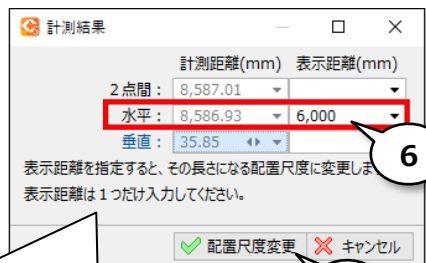 計測結果
計測距離(mm) 表示距離(mm)
2点間： 8,587.01
水平： 8,586.93 6,000
垂直： 35.85
6
表示距離を指定すると、その長さになる配置尺度に変更しま
表示距離は１つだけ入力してください。
配置尺度変更 キャンセル